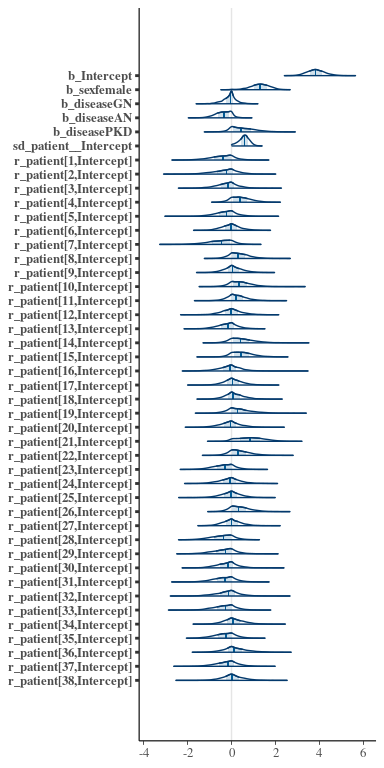 b_Intercept
b_sexfemale
b_diseaseGN
b_diseaseAN
b_diseasePKD
sd_patient__Intercept
r_patient[1,Intercept]
r_patient[2,Intercept]
r_patient[3,Intercept]
r_patient[4,Intercept]
r_patient[5,Intercept]
r_patient[6,Intercept]
r_patient[7,Intercept]
r_patient[8,Intercept]
r_patient[9,Intercept]
r_patient[10,Intercept]
r_patient[11,Intercept]
r_patient[12,Intercept]
r_patient[13,Intercept]
r_patient[14,Intercept]
r_patient[15,Intercept]
r_patient[16,Intercept]
r_patient[17,Intercept]
r_patient[18,Intercept]
r_patient[19,Intercept]
r_patient[20,Intercept]
r_patient[21,Intercept]
r_patient[22,Intercept]
r_patient[23,Intercept]
r_patient[24,Intercept]
r_patient[25,Intercept]
r_patient[26,Intercept]
r_patient[27,Intercept]
r_patient[28,Intercept]
r_patient[29,Intercept]
r_patient[30,Intercept]
r_patient[31,Intercept]
r_patient[32,Intercept]
r_patient[33,Intercept]
r_patient[34,Intercept]
r_patient[35,Intercept]
r_patient[36,Intercept]
r_patient[37,Intercept]
r_patient[38,Intercept]
-4 -2 0 2 4 6